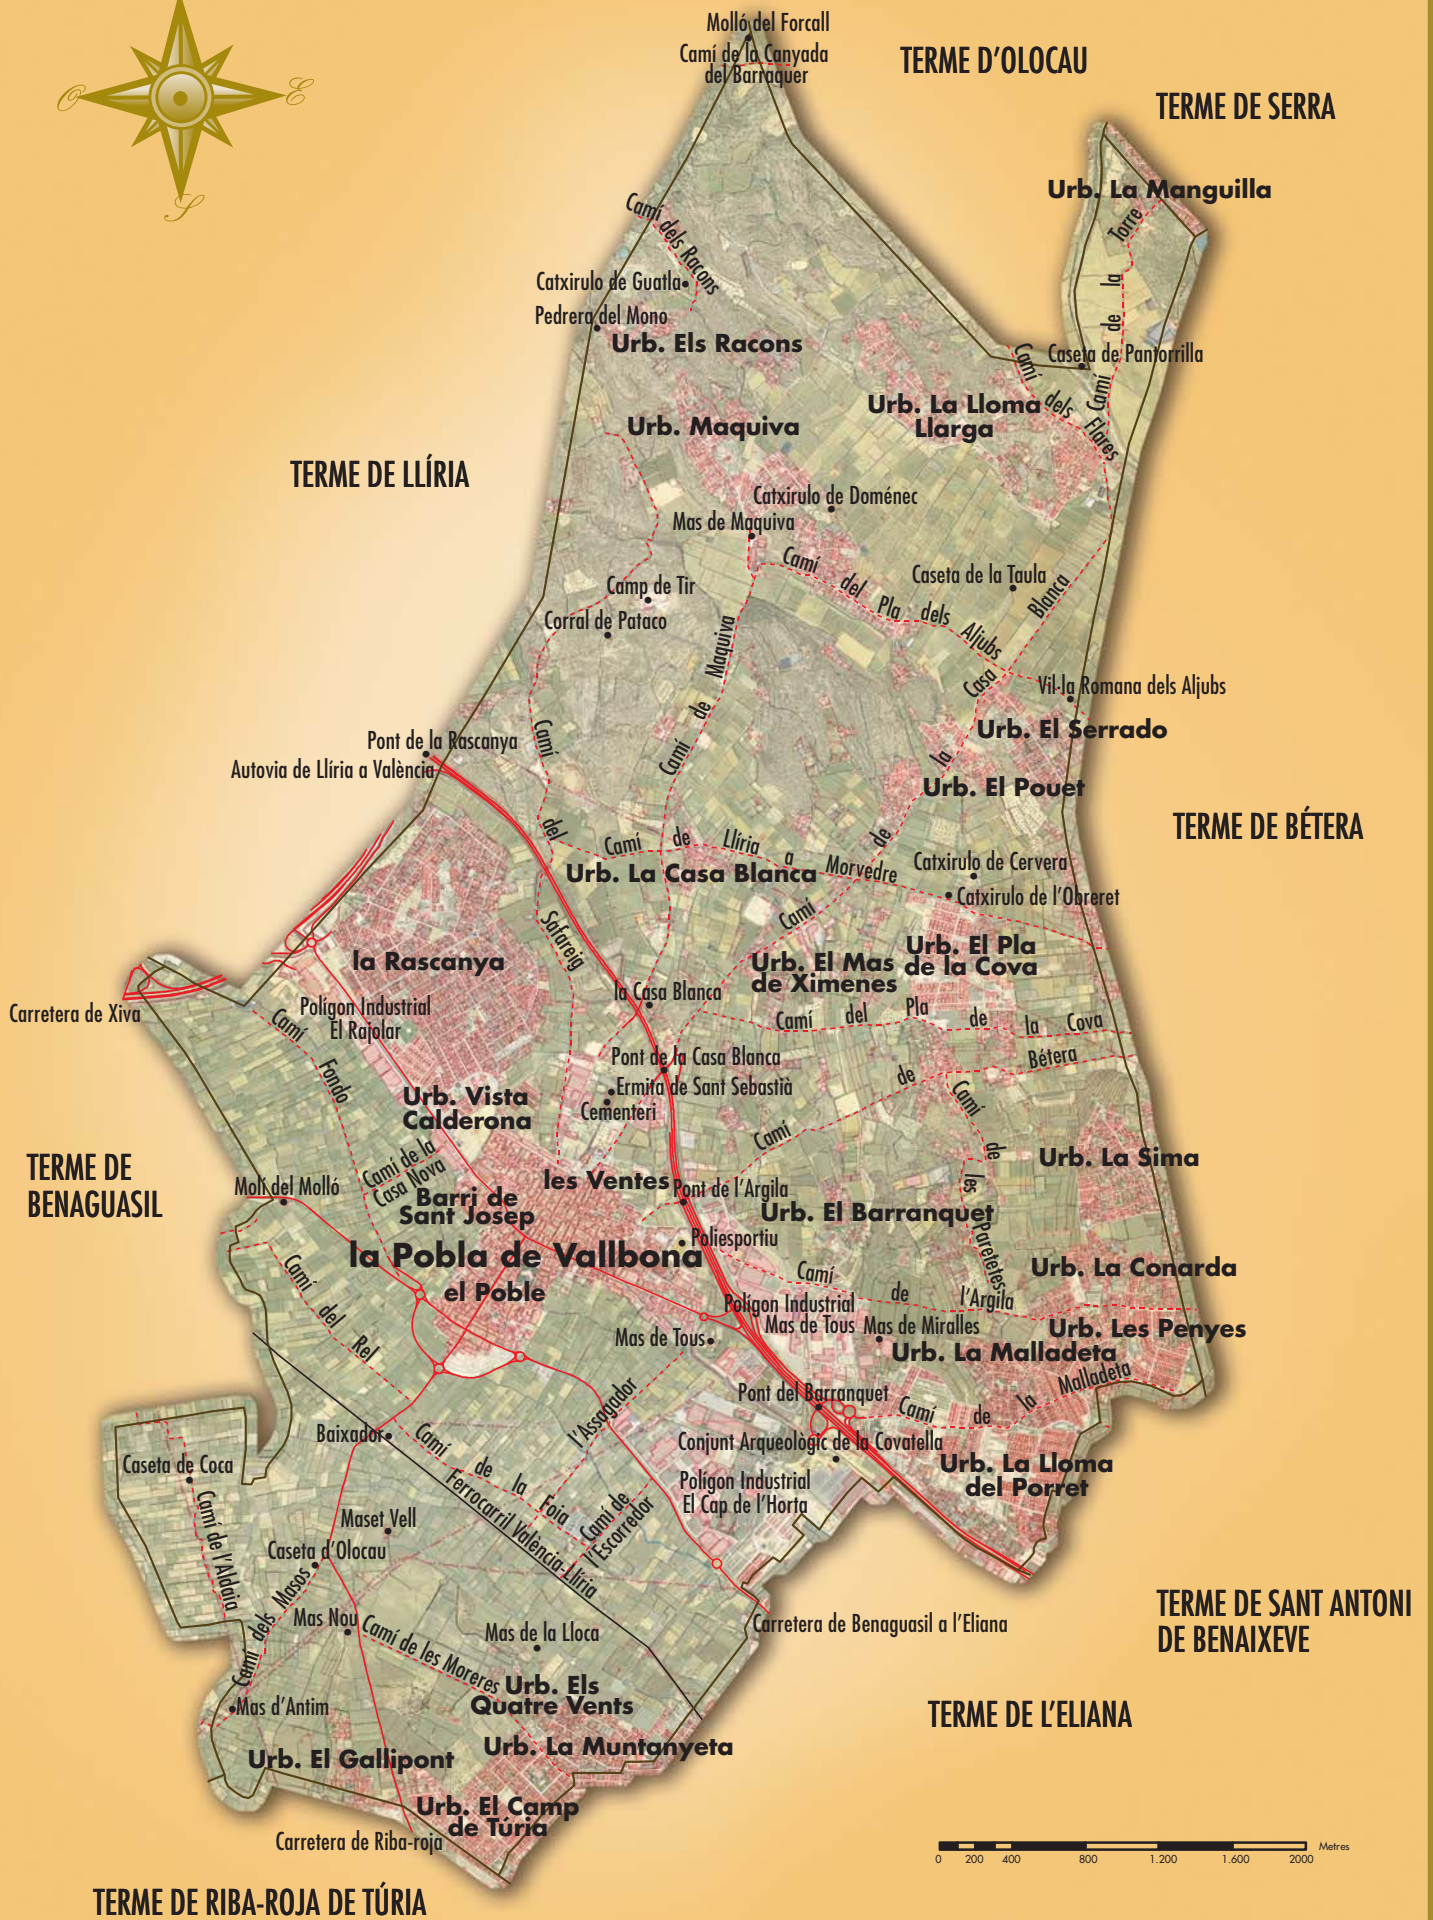 Molló del Forcall
Camí de la Canyada
del Barraquer
TERME D'OLOCAU
O
E
S
TERME DE SERRA
Urb. La Manguilla
Camí dels Racons
Camí de la Torre
Catxirulo de Guatla
Pedrera del Mono
Urb. Els Racons
Caseta de Pantorrilla
Camí dels Flares
Urb. La Lloma
Llarga
Urb. Maquiva
TERME DE LLÍRIA
Catxirulo de Doménec
Mas de Maquiva
Camí del Pla dels Aljubs
Caseta de la Taula
Camp de Tir
Corral de Pataco
Camí de Maquiva
Camí de la Casa Blanca
Vil·la Romana dels Aljubs
Urb. El Serrado
Pont de la Rascanya
Autovia de Llíria a València
Urb. El Pouet
TERME DE BÉTERA
Camí del Safareig
Camí de Llíria a Morvedre
Urb. La Casa Blanca
Catxirulo de Cervera
Catxirulo de l'Obreret
la Rascanya
Urb. El Pla
de la Cova
Urb. El Mas
de Ximenes
la Casa Blanca
Carretera de Xiva
Polígon Industrial
El Rajolar
Camí Fondo
Camí del Pla de la Cova
Pont de la Casa Blanca
Camí de Bétera
Ermita de Sant Sebastià
Cementeri
Urb. Vista
Calderona
Camí de les Paretetes
Urb. La Sima
TERME DE
BENAGUASIL
Camí de la
Casa Nova
Molí del Molló
les Ventes
Pont de l'Argila
Barri de
Sant Josep
Urb. El Barranquet
Poliesportiu
la Pobla de Vallbona
el Poble
Camí del Rel
Camí de l'Argila
Urb. La Conarda
Polígon Industrial
Mas de Tous
Mas de Tous
Mas de Miralles
Urb. Les Penyes
Urb. La Malladeta
Pont del Barranquet
Camí de la Malladeta
l'Assagador
Baixador
Camí de la Foia
Conjunt Arqueològic de la Covatella
Caseta de Coca
Urb. La Lloma
del Porret
Polígon Industrial
El Cap de l'Horta
Ferrocarril València-Llíria
Camí de
l'Escorredor
Camí de l'Aldaia
Maset Vell
Caseta d'Olocau
Camí dels Masos
TERME DE SANT ANTONI
DE BENAIXEVE
Mas Nou
Camí de les Moreres
Mas de la Lloca
Carretera de Benaguasil a l'Eliana
Urb. Els
Quatre Vents
Mas d'Antim
TERME DE L'ELIANA
Urb. El Gallipont
Urb. La Muntanyeta
Urb. El Camp
de Túria
Carretera de Riba-roja
Metres
0 200 400 800 1.200 1.600 2000
TERME DE RIBA-ROJA DE TÚRIA